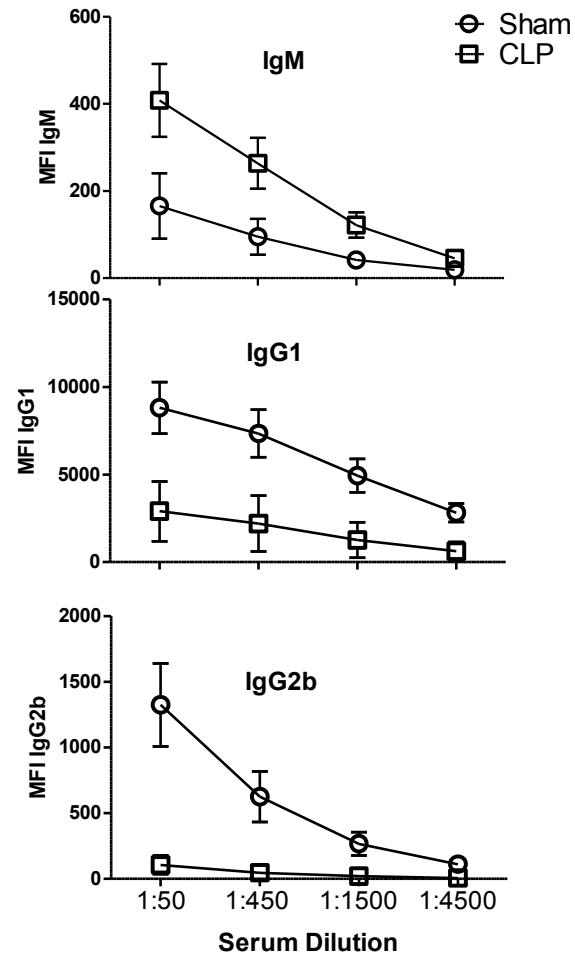 Sham
CLP
IgM
MFI IgM
600
400
200
0
IgG1
MFI IgG1
15000
10000
5000
0
IgG2b
MFI IgG2b
2000
1500
1000
500
0
1:50 1:450 1:1500 1:4500
Serum Dilution